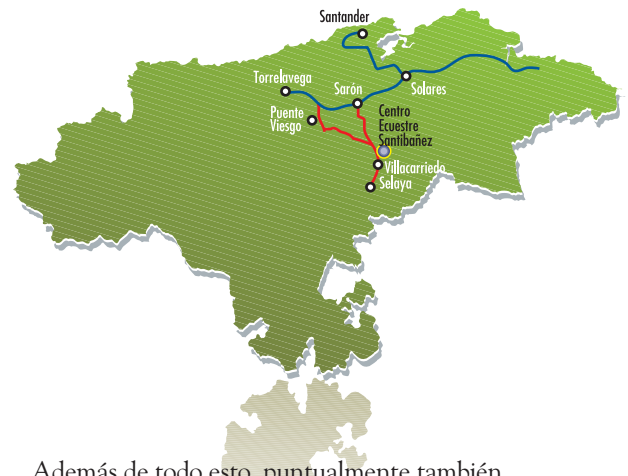 Santander
Torrelavega
Sarón
Solares
Puente
Viesgo
Centro
Ecuestre
Santibañez
Villacarriedo
Selaya
Además de todo esto, puntualmente también